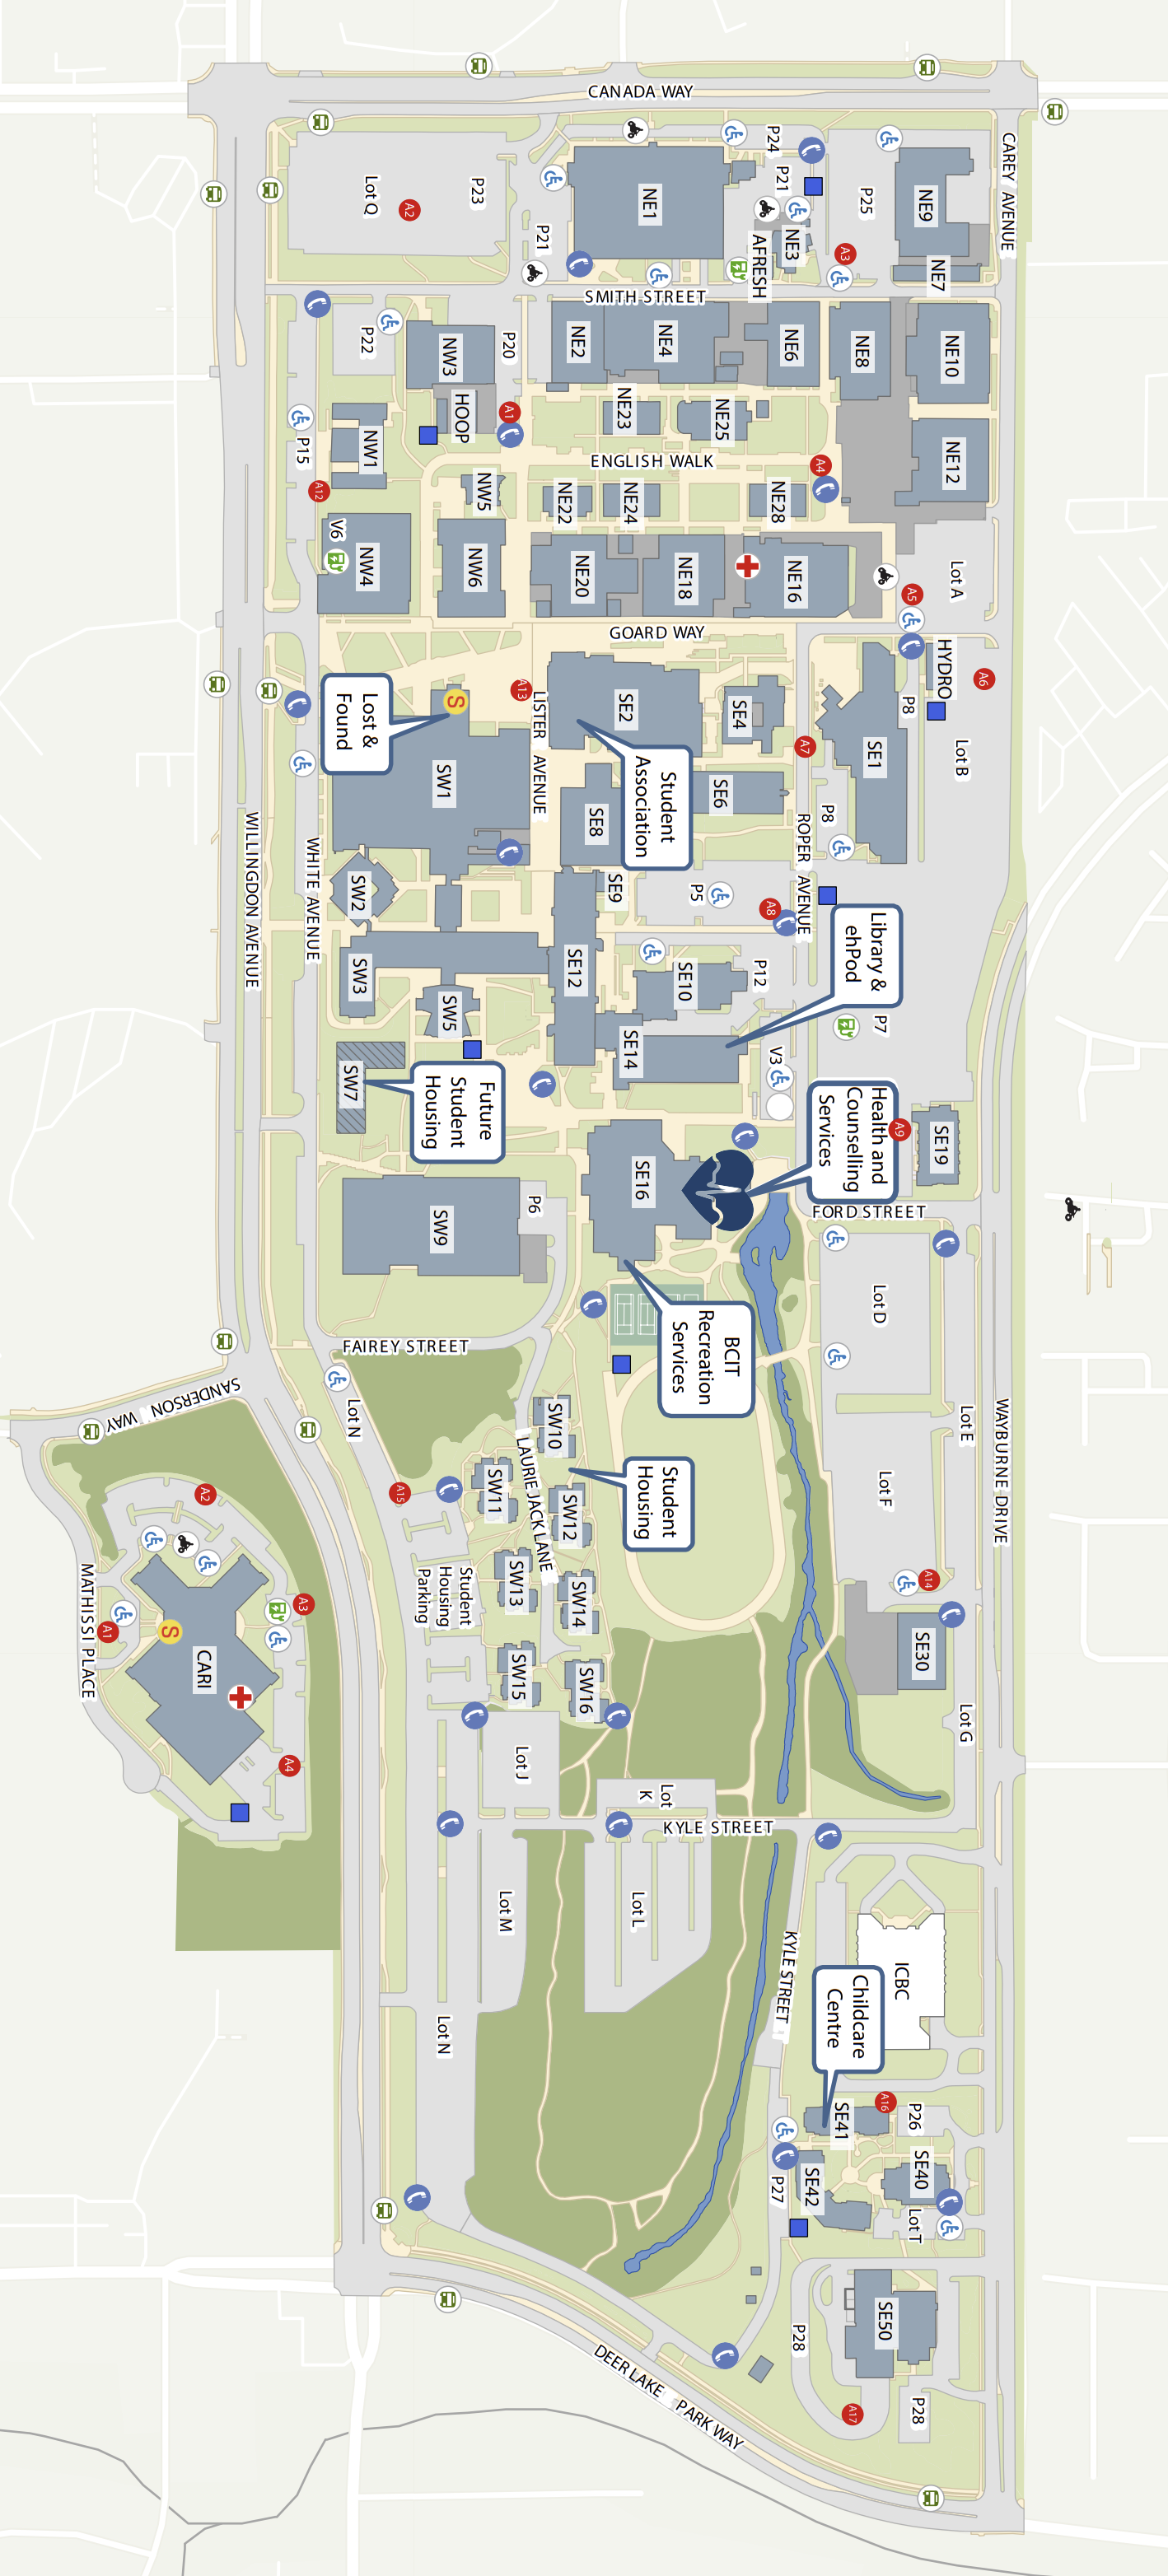 CANADA WAY
CAREY AVENUE
P24
P21
P25
NE9
NE1
Lot Q
A2
P23
P21
NE3
AFRESH
A3
NE7
SMITH STREET
P22
NW3
P20
NE2
NE4
NE6
NE8
NE10
HOOP
A1
NE23
NE25
P15
NW1
ENGLISH WALK
A4
NE12
A12
NW5
NE22
NE24
NE28
V6
NW4
NW6
NE20
NE18
NE16
Lot A
A5
GOARD WAY
HYDRO
A6
P8
Lost &
Found
S
A13
LISTER AVENUE
SE2
SE4
A7
SE1
Lot B
SW1
Student
Association
SE6
SE8
P8
ROPER AVENUE
WILLINGDON AVENUE
WHITE AVENUE
SW2
SE9
P5
A8
Library &
ehPod
SW3
SW5
SE12
SE10
P12
P7
SE14
V3
SW7
Future
Student
Housing
Health and
Counselling
Services
A9
SE19
SE16
P6
SW9
FORD STREET
BCIT
Recreation
Services
Lot D
FAIREY STREET
SANDERSON WAY
Lot N
SW10
Lot E
WAYBURNE DRIVE
LAURIE JACK LANE
SW11
SW12
Student
Housing
Lot F
A15
A2
SW13
SW14
A14
Student
Housing
Parking
MATHISSI PLACE
A1
A3
S
CARI
SW15
SW16
SE30
Lot G
A4
Lot J
Lot
K
KYLE STREET
Lot M
Lot L
KYLE STREET
ICBC
Lot N
Childcare
Centre
SE41
A16
P26
SE40
SE42
P27
Lot T
SE50
P28
P28
A17
DEER LAKE PARK WAY